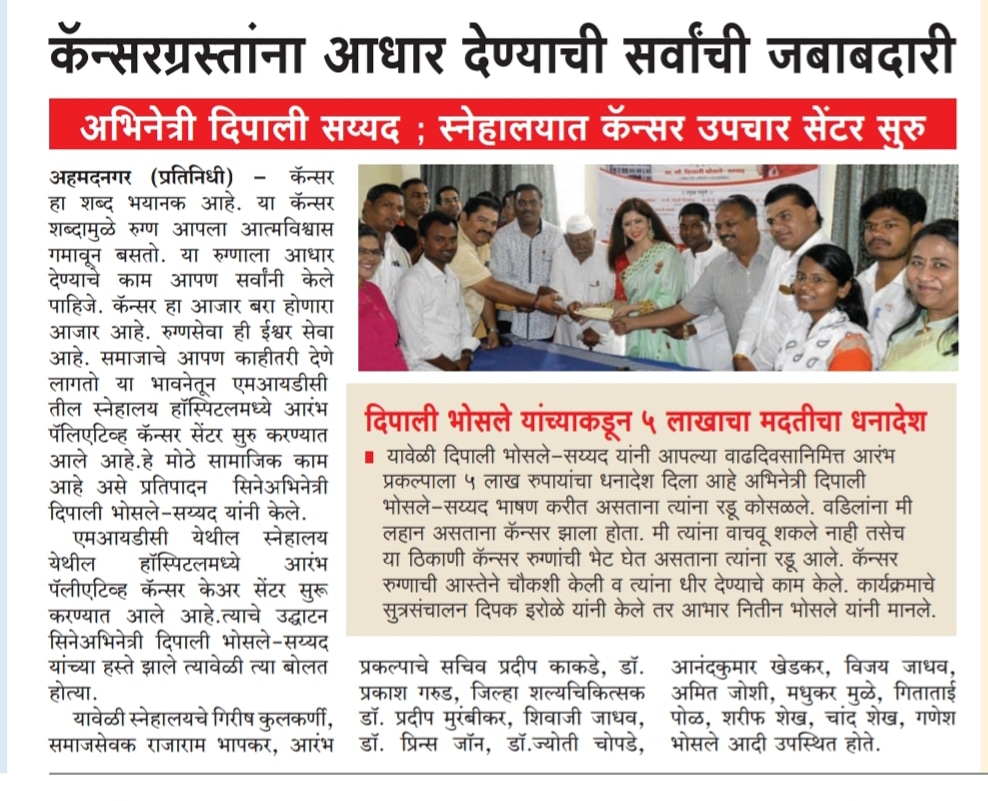 कॅन्सरग्रस्तांना आधार देण्याची सर्वांची जबाबदारी
अभिनेत्री दिपाली सय्यद ; स्नेहालयात कॅन्सर उपचार सेंटर सुरु
अहमदनगर (प्रतिनिधी) – कॅन्सर
हा शब्द भयानक आहे. या कॅन्सर
शब्दामुळे रुग्ण आपला आत्मविश्वास
गमावून बसतो. या रुग्णाला आधार
देण्याचे काम आपण सर्वांनी केले
पाहिजे. कॅन्सर हा आजार बरा होणारा
आजार आहे. रुग्णसेवा ही ईश्वर सेवा
आहे. समाजाचे आपण काहीतरी देणे
लागतो या भावनेतून एमआयडीसी
तील स्नेहालय हॉस्पिटलमध्ये आरंभ
पॅलिएटिव्ह कॅन्सर सेंटर सुरु करण्यात
आले आहे.हे मोठे सामाजिक काम
आहे असे प्रतिपादन सिनेअभिनेत्री
दिपाली भोसले-सय्यद यांनी केले.
एमआयडीसी येथील स्नेहालय
येथील हॉस्पिटलमध्ये आरंभ
पॅलीएटिव्ह कॅन्सर केअर सेंटर सुरू
करण्यात आले आहे.त्याचे उद्घाटन
सिनेअभिनेत्री दिपाली भोसले-सय्यद
यांच्या हस्ते झाले त्यावेळी त्या बोलत
होत्या.
यावेळी स्नेहालयचे गिरीष कुलकर्णी,
समाजसेवक राजाराम भापकर, आरंभ
दिपाली भोसले यांच्याकडून ५ लाखाचा मदतीचा धनादेश
यावेळी दिपाली भोसले-सय्यद यांनी आपल्या वाढदिवसानिमित्त आरंभ
प्रकल्पाला ५ लाख रुपायांचा धनादेश दिला आहे अभिनेत्री दिपाली
भोसले-सय्यद भाषण करीत असताना त्यांना रडू कोसळले. वडिलांना मी
लहान असताना कॅन्सर झाला होता. मी त्यांना वाचवू शकले नाही तसेच
या ठिकाणी कॅन्सर रुग्णांची भेट घेत असताना त्यांना रडू आले. कॅन्सर
रुग्णाची आस्तेने चौकशी केली व त्यांना धीर देण्याचे काम केले. कार्यक्रमाचे
सुत्रसंचालन दिपक इरोळे यांनी केले तर आभार नितीन भोसले यांनी मानले.
प्रकल्पाचे सचिव प्रदीप काकडे, डॉ.
प्रकाश गरुड, जिल्हा शल्यचिकित्सक
डॉ. प्रदीप मुरंबीकर, शिवाजी जाधव,
डॉ. प्रिन्स जॉन, डॉ.ज्योती चोपडे,
आनंदकुमार खेडकर, विजय जाधव,
अमित जोशी, मधुकर मुळे, गिताताई
पोळ, शरीफ शेख, चांद शेख, गणेश
भोसले आदी उपस्थित होते.